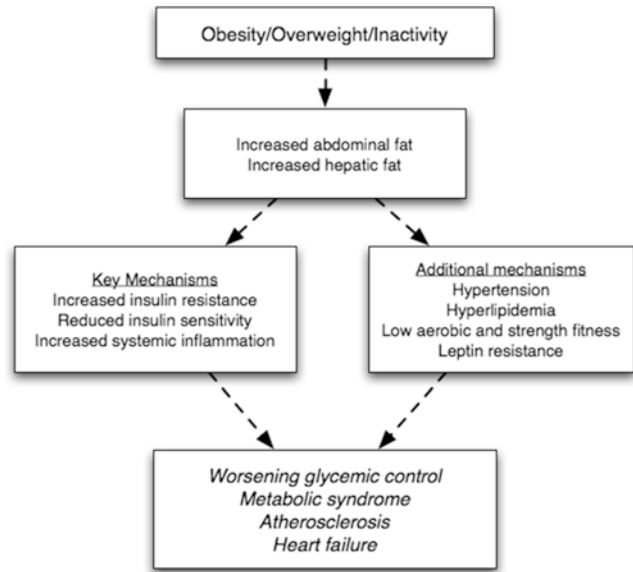 Obesity/Overweight/Inactivity
Increased abdominal fat
Increased hepatic fat
Key Mechanisms
Increased insulin resistance
Reduced insulin sensitivity
Increased systemic inflammation
Additional mechanisms
Hypertension
Hyperlipidemia
Low aerobic and strength fitness
Leptin resistance
Worsening glycemic control
Metabolic syndrome
Atherosclerosis
Heart failure